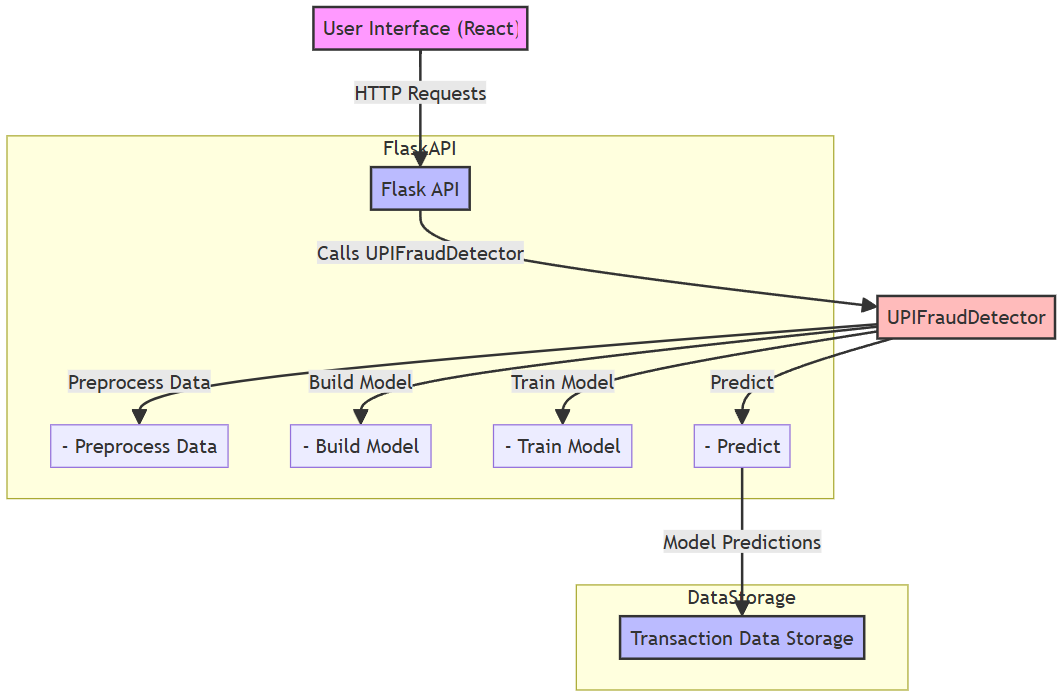 User Interface (React)
HTTP Requests
FlaskAPI
Flask API
Calls UPIFraudDetector
UPIFraudDetector
Preprocess Data
Build Model
Train Model
Predict
- Preprocess Data
- Build Model
- Train Model
- Predict
Model Predictions
DataStorage
Transaction Data Storage